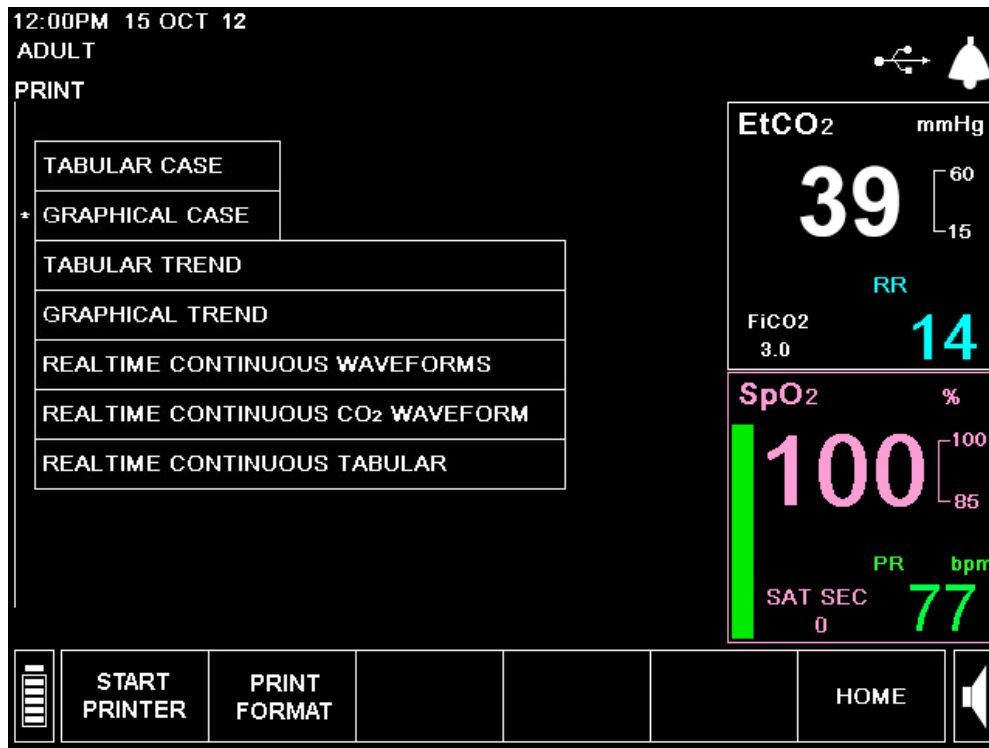 12:00PM 15 OCT 12
ADULT
PRINT
TABULAR CASE
* GRAPHICAL CASE
TABULAR TREND
GRAPHICAL TREND
REALTIME CONTINUOUS WAVEFORMS
REALTIME CONTINUOUS CO2 WAVEFORM
REALTIME CONTINUOUS TABULAR
EtCO2 mmHg
39 60
15
RR
FiCO2
3.0
14
SpO2 %
100 100
85
PR bpm
SAT SEC
0
77
START
PRINTER
PRINT
FORMAT
HOME